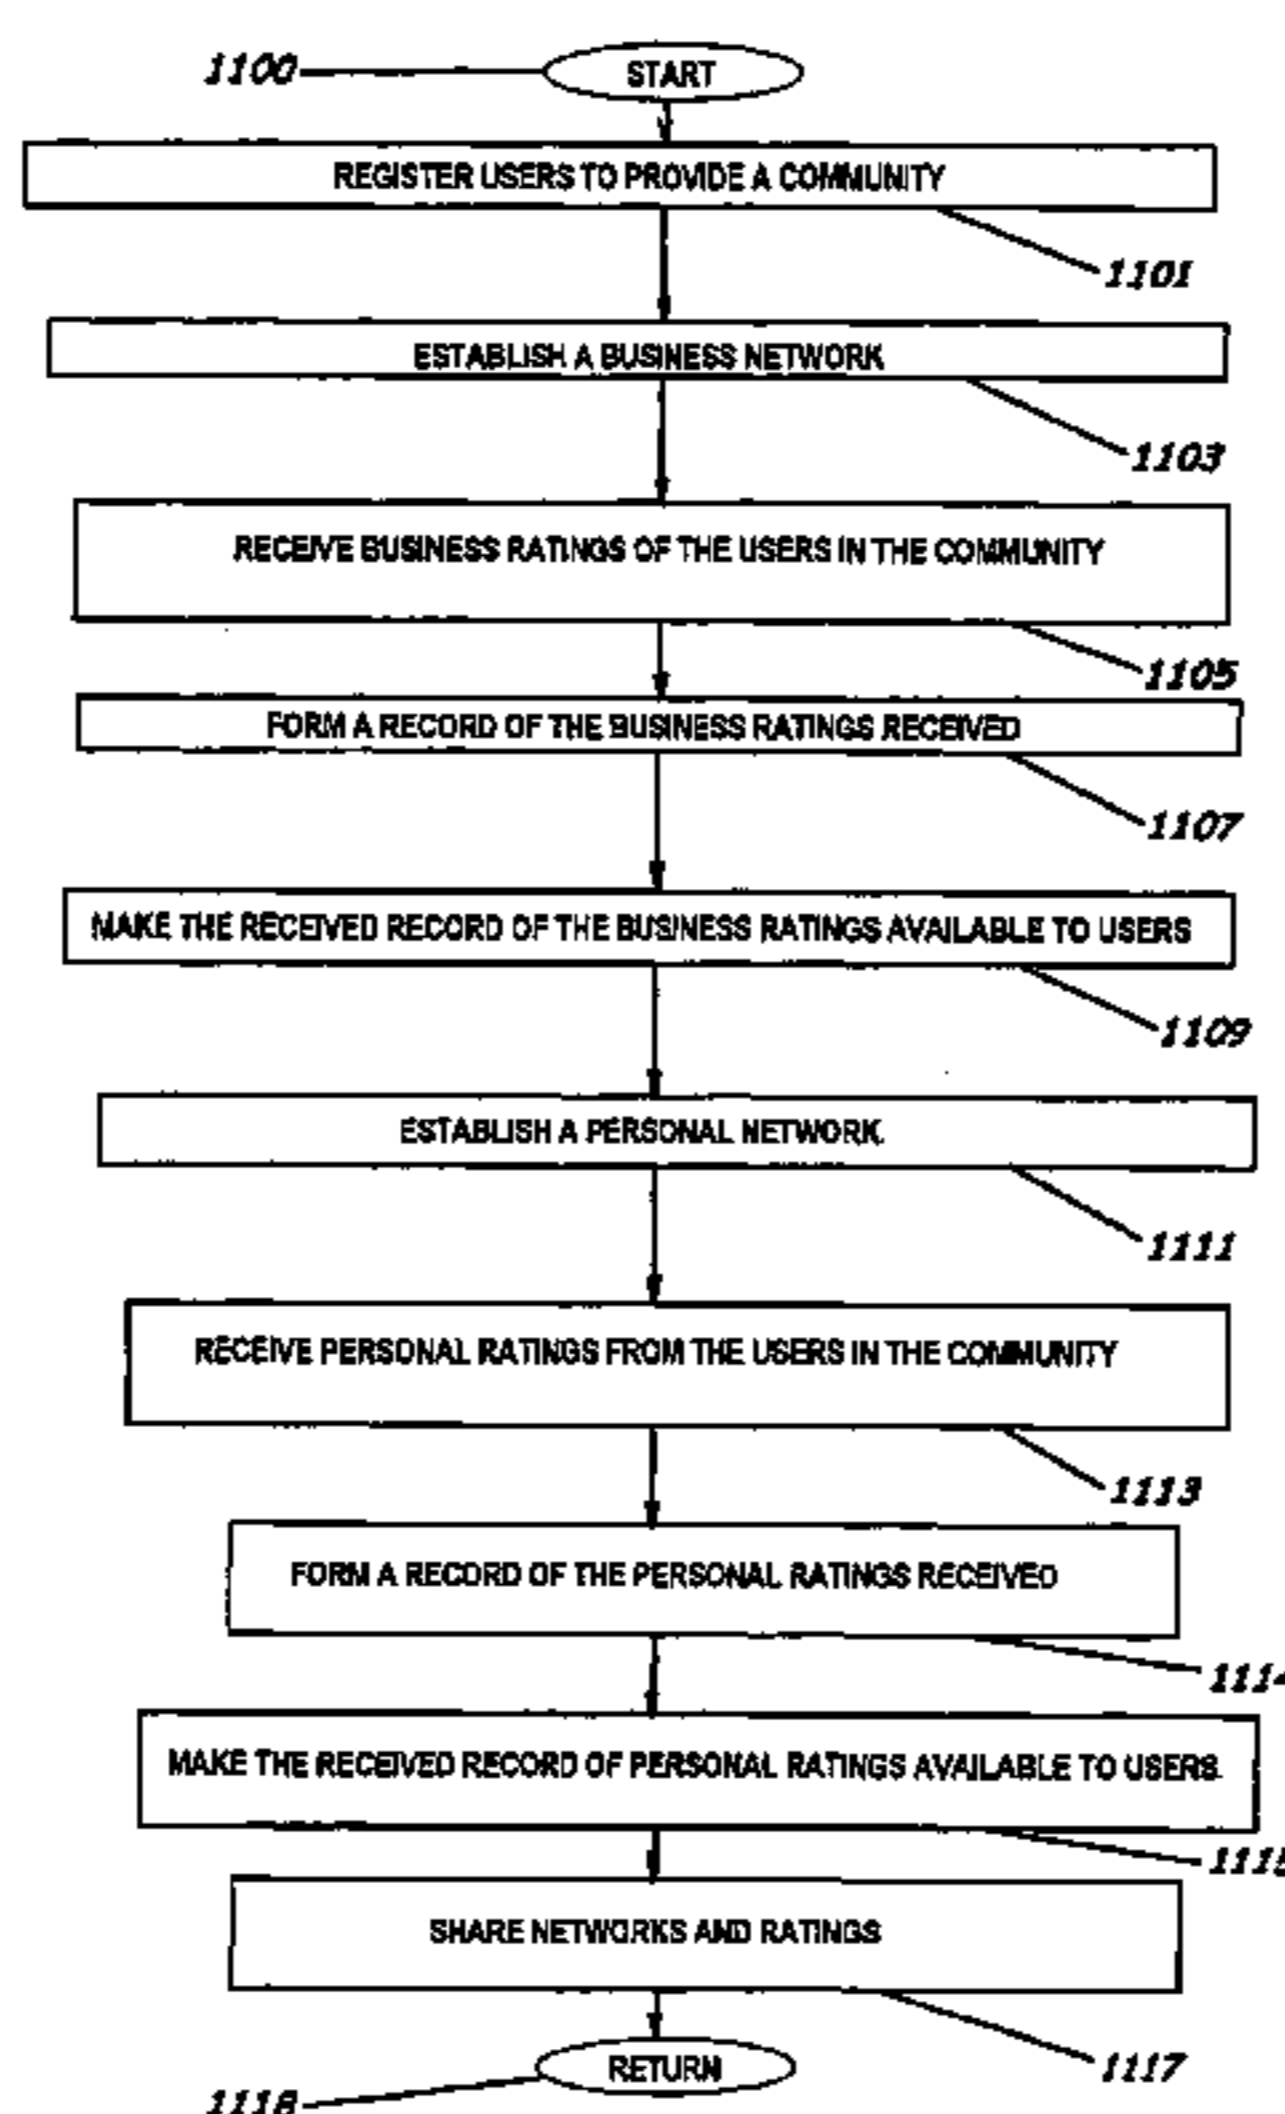 1100 START
REGISTER USERS TO PROVIDE A COMMUNITY
1101
ESTABLISH A BUSINESS NETWORK
1103
RECEIVE BUSINESS RATINGS OF THE USERS IN THE COMMUNITY
1105
FORM A RECORD OF THE BUSINESS RATINGS RECEIVED
1107
MAKE THE RECEIVED RECORD OF THE BUSINESS RATINGS AVAILABLE TO USERS
1109
ESTABLISH A PERSONAL NETWORK.
1111
RECEIVE PERSONAL RATINGS FROM THE USERS IN THE COMMUNITY
1113
FORM A RECORD OF THE PERSONAL RATINGS RECEIVED
1114
MAKE THE RECEIVED RECORD OF PERSONAL RATINGS AVAILABLE TO USERS.
SHARE NETWORKS AND RATINGS
1117
RETURN
1118